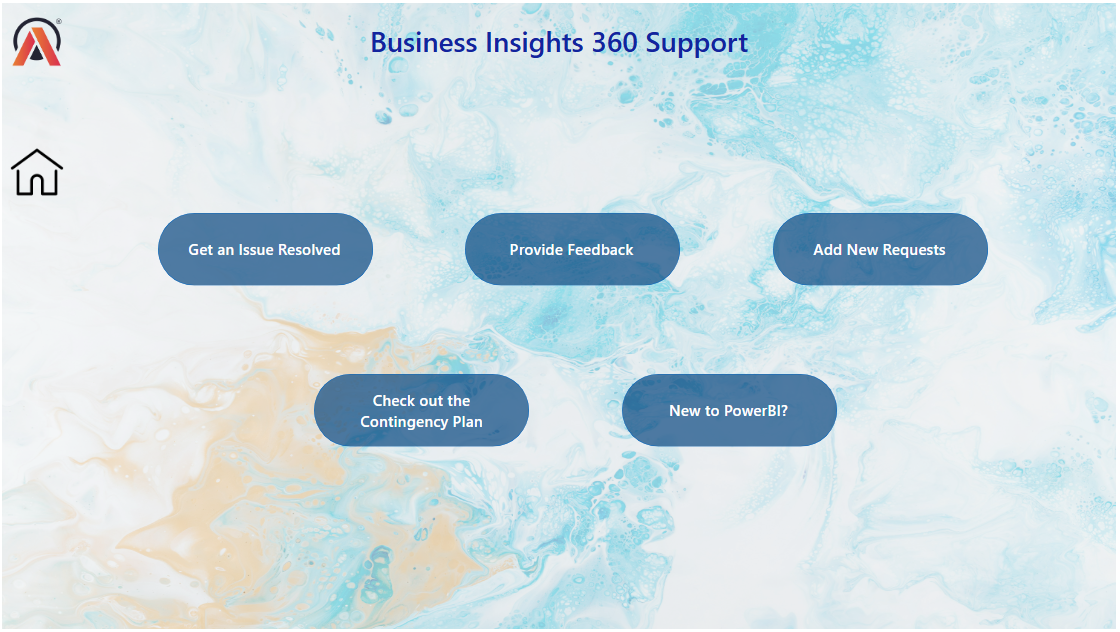 Business Insights 360 Support
Get an Issue Resolved
Provide Feedback
Add New Requests
Check out the
Contingency Plan
New to PowerBI?